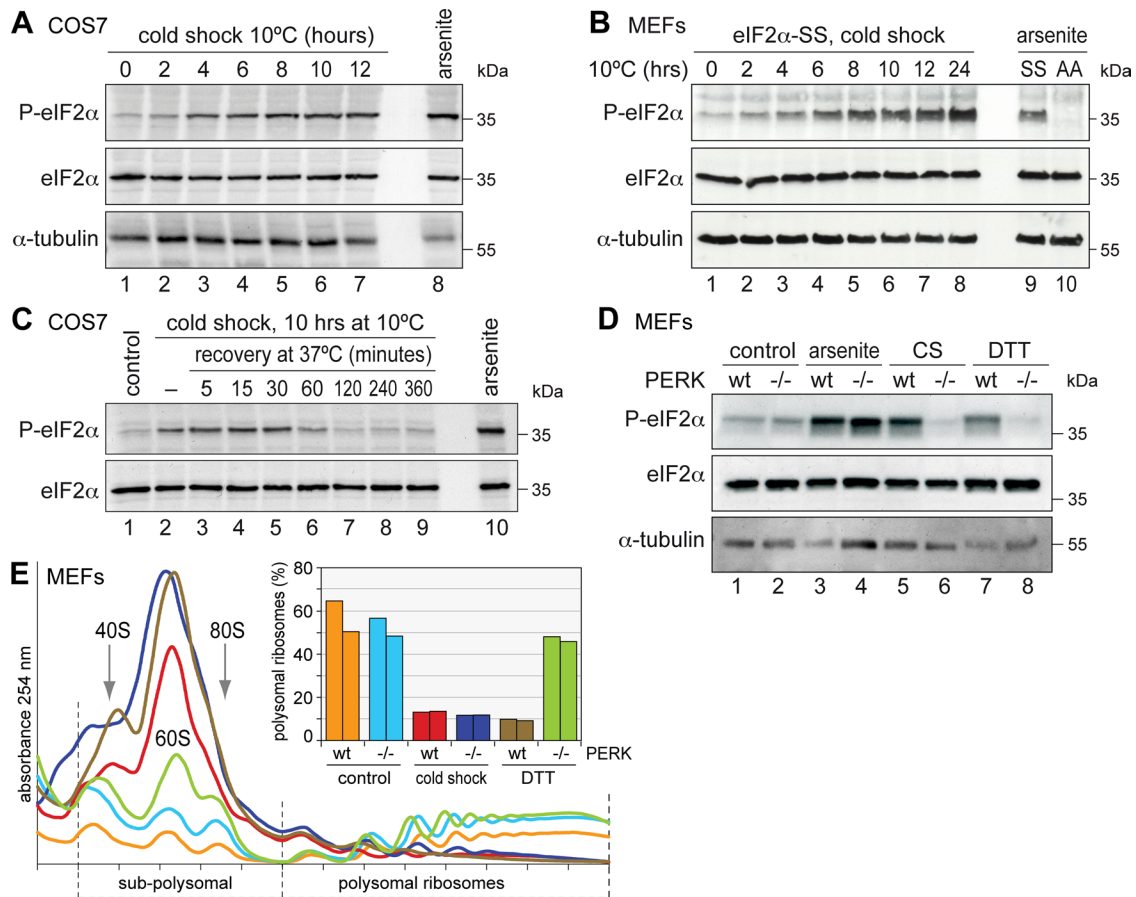 A COS7
cold shock 10ºC (hours)
arsenite
0 2 4 6 8 10 12
kDa
P-eIF2α
35
eIF2α
35
α-tubulin
55
1 2 3 4 5 6 7 8
B MEFs
eIF2α-SS, cold shock
arsenite
10ºC (hrs) 0 2 4 6 8 10 12 24 SS AA kDa
P-eIF2α
35
eIF2α
35
α-tubulin
55
1 2 3 4 5 6 7 8 9 10
C COS7
control
cold shock, 10 hrs at 10ºC
recovery at 37ºC (minutes)
arsenite
– 5 15 30 60 120 240 360
kDa
P-eIF2α
35
eIF2α
35
1 2 3 4 5 6 7 8 9 10
D MEFs
control arsenite CS DTT
PERK wt -/- wt -/- wt -/- wt -/- kDa
P-eIF2α
35
eIF2α
35
α-tubulin
55
1 2 3 4 5 6 7 8
E MEFs
absorbance 254 nm
40S
60S
80S
sub-polysomal
polysomal ribosomes
polysomal ribosomes (%)
80
60
40
20
0
wt -/- wt -/- wt -/- PERK
control cold shock DTT